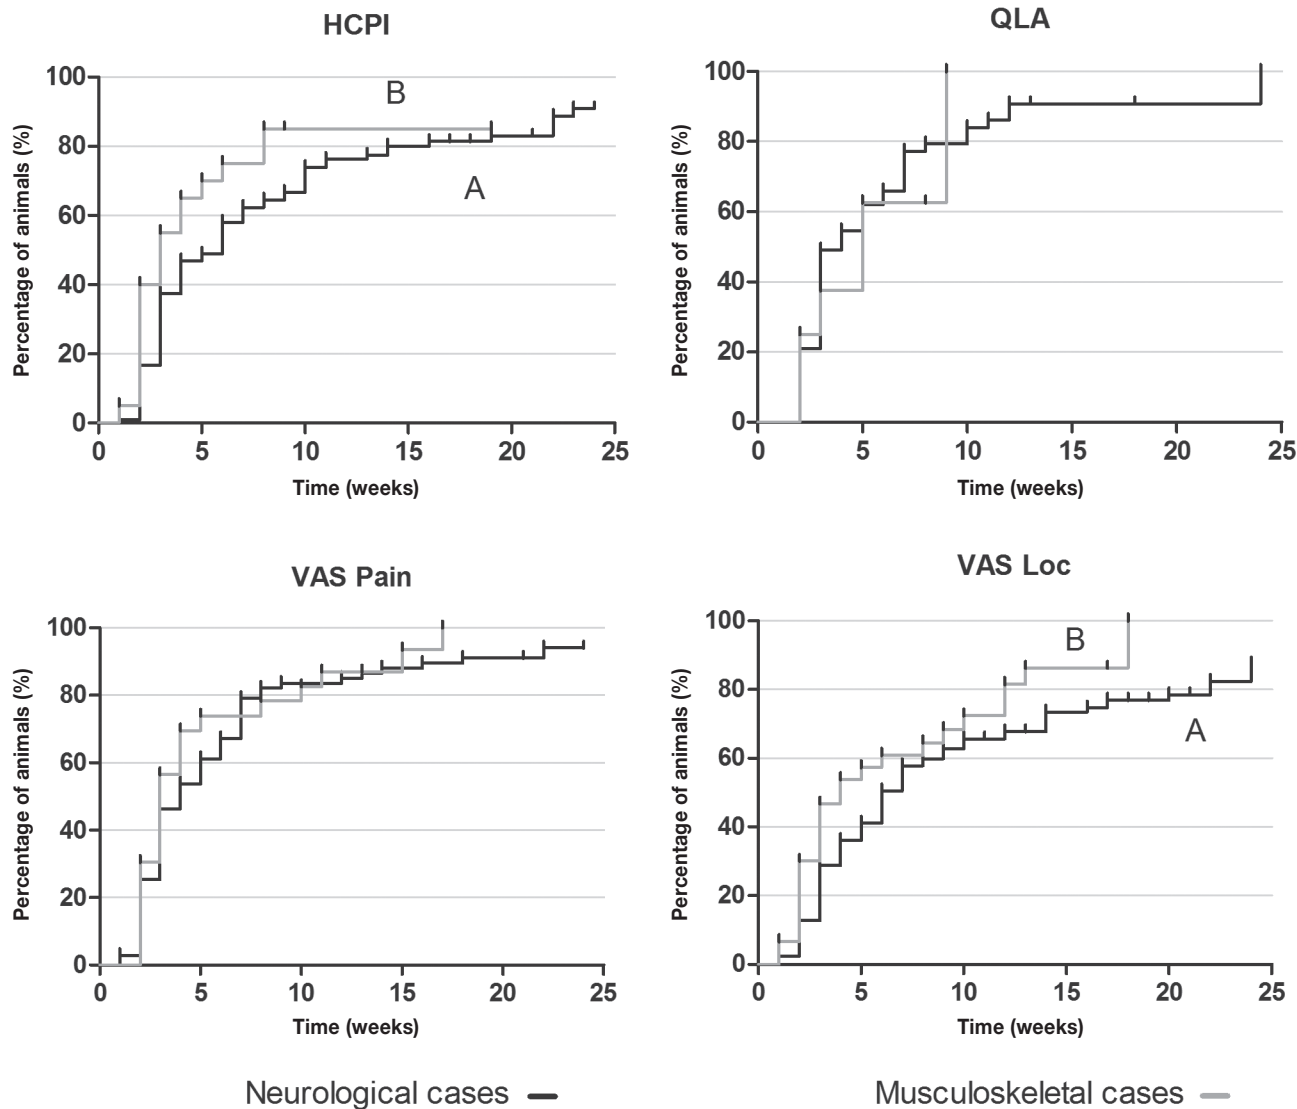 HCPI
100
80
60
40
20
0
Percentage of animals (%)
B
A
0 5 10 15 20 25
Time (weeks)
QLA
100
80
60
40
20
0
Percentage of animals (%)
0 5 10 15 20 25
Time (weeks)
VAS Pain
100
80
60
40
20
0
Percentage of animals (%)
0 5 10 15 20 25
Time (weeks)
VAS Loc
100
80
60
40
20
0
Percentage of animals (%)
B
A
0 5 10 15 20 25
Time (weeks)
Neurological cases
Musculoskeletal cases